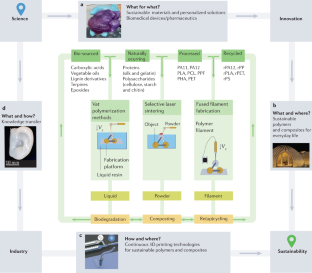 Science
a
What for what?
Sustainable materials and personalized solutions
Biomedical devices/pharmaceutics
Innovation
Bio-sourced
Naturally
occurring
Processed
Recycled
Carboxylic acids
Vegetable oils
Lignin derivatives
Terpines
Epoxides
Proteins
(silk and gelatin)
Polysaccharides
(cellulose, starch
and chitin)
PA11, PA12
PLA, PCL, PPF
PHA, PET
rPA12, rPP
rPLA, rPET,
rPS
d
What and how?
Knowledge transfer
10 mm
Vat
polymerization
methods
Fabrication
platform
Liquid resin
Selective laser
sintering
Object
Powder
Fused filament
fabrication
Polymer
filament
b
What and where?
Sustainable
polymers
and composites for
everyday life
Liquid
Powder
Filament
Biodegradation
Composting
Reτupcycling
Industry
c
How and where?
Continuous 3D printing technologies
for sustainable polymers and composites
Sustainability